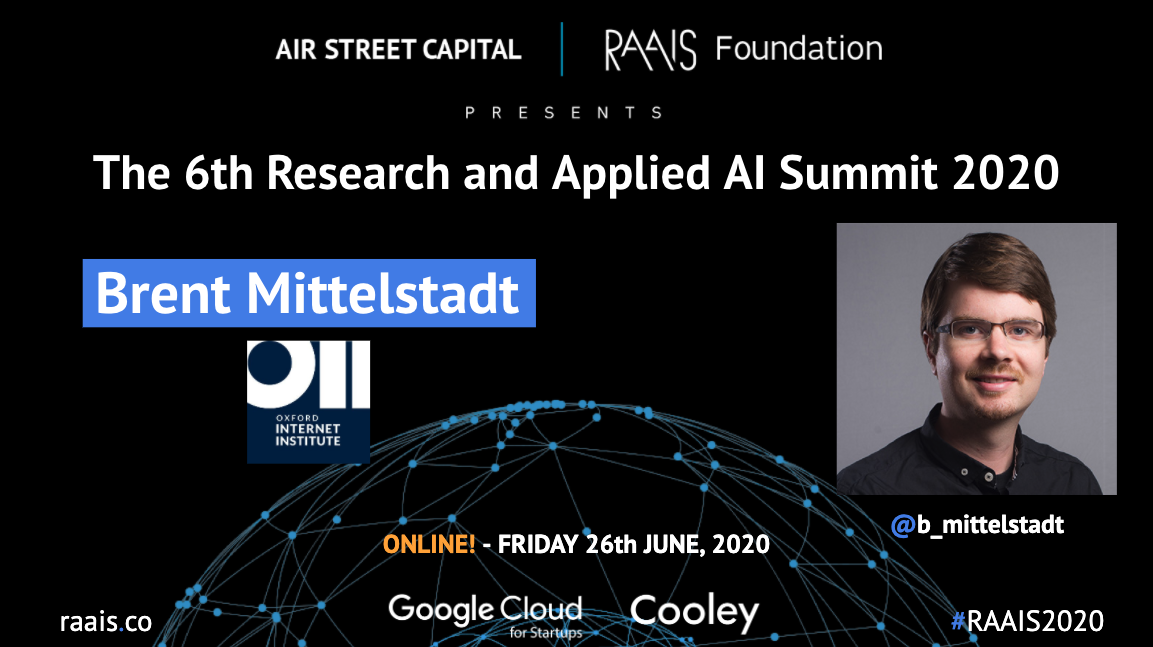 AIR STREET CAPITAL | RAAIS Foundation
PRESENTS
The 6th Research and Applied AI Summit 2020
Brent Mittelstadt
OII
OXFORD
INTERNET
INSTITUTE
@b_mittelstadt
ONLINE! - FRIDAY 26th JUNE, 2020
Google Cloud
for Startups
Cooley
raais.co
#RAAIS2020